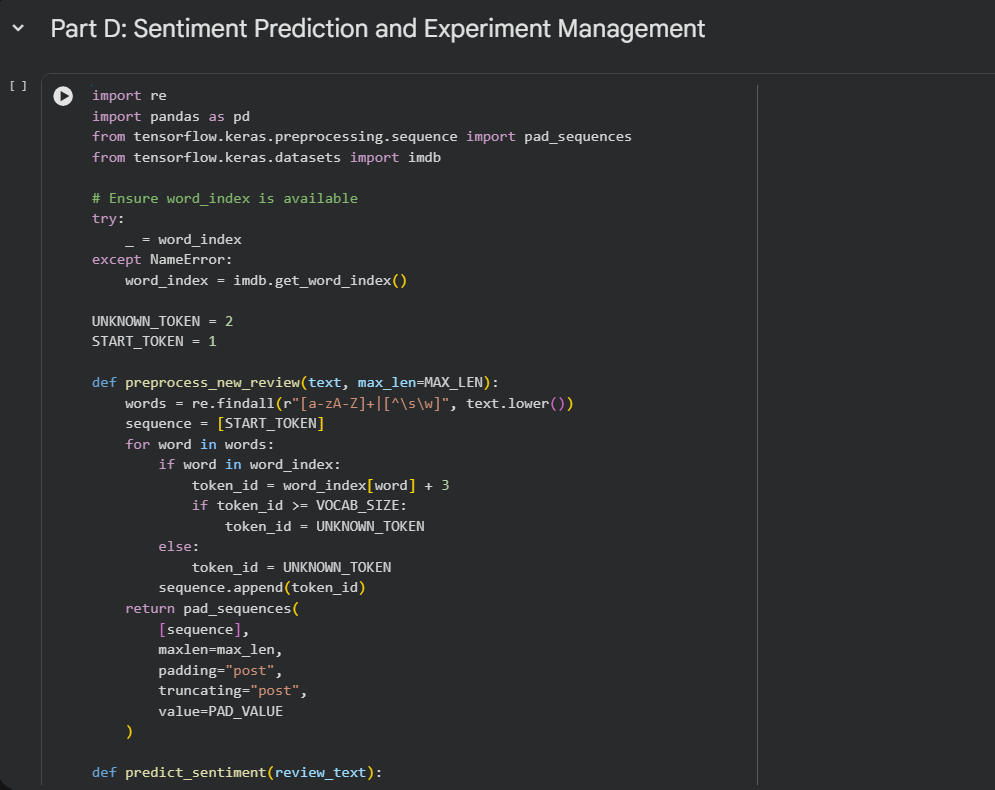 Part D: Sentiment Prediction and Experiment Management
[ ]
import re
import pandas as pd
from tensorflow.keras.preprocessing.sequence import pad_sequences
from tensorflow.keras.datasets import imdb

# Ensure word_index is available
try:
    _ = word_index
except NameError:
    word_index = imdb.get_word_index()

UNKNOWN_TOKEN = 2
START_TOKEN = 1

def preprocess_new_review(text, max_len=MAX_LEN):
    words = re.findall(r"[a-zA-Z]+|[^\s\w]", text.lower())
    sequence = [START_TOKEN]
    for word in words:
        if word in word_index:
            token_id = word_index[word] + 3
            if token_id >= VOCAB_SIZE:
                token_id = UNKNOWN_TOKEN
        else:
            token_id = UNKNOWN_TOKEN
        sequence.append(token_id)
    return pad_sequences(
        [sequence],
        maxlen=max_len,
        padding="post",
        truncating="post",
        value=PAD_VALUE
    )

def predict_sentiment(review_text):